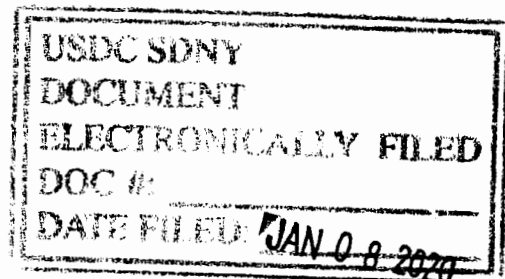 USDC SDNY
DOCUMENT
ELECTRONICALLY FILED
DOC #:
DATE FILED: JAN 08 2020